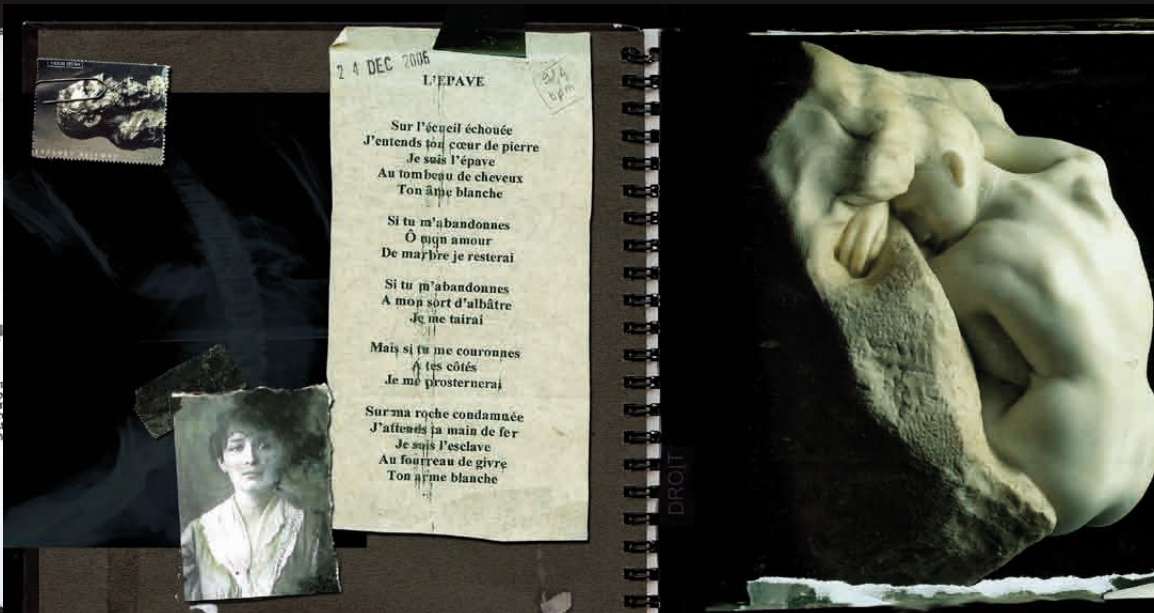 24 DEC 2006
L'EPAVE
Sur l'écueil échouée
J'entends ton cœur de pierre
Je suis l'épave
Au tombeau de cheveux
Ton âme blanche
Si tu m'abandonnes
Ô mon amour
De marbre je resterai
Si tu m'abandonnes
A mon sort d'albâtre
Je me tairai
Mais si tu me couronnes
À tes côtés
Je me prosternerai
Sur ma roche condamnée
J'attends ta main de fer
Je suis l'esclave
Au fourreau de givre
Ton arme blanche
DROIT